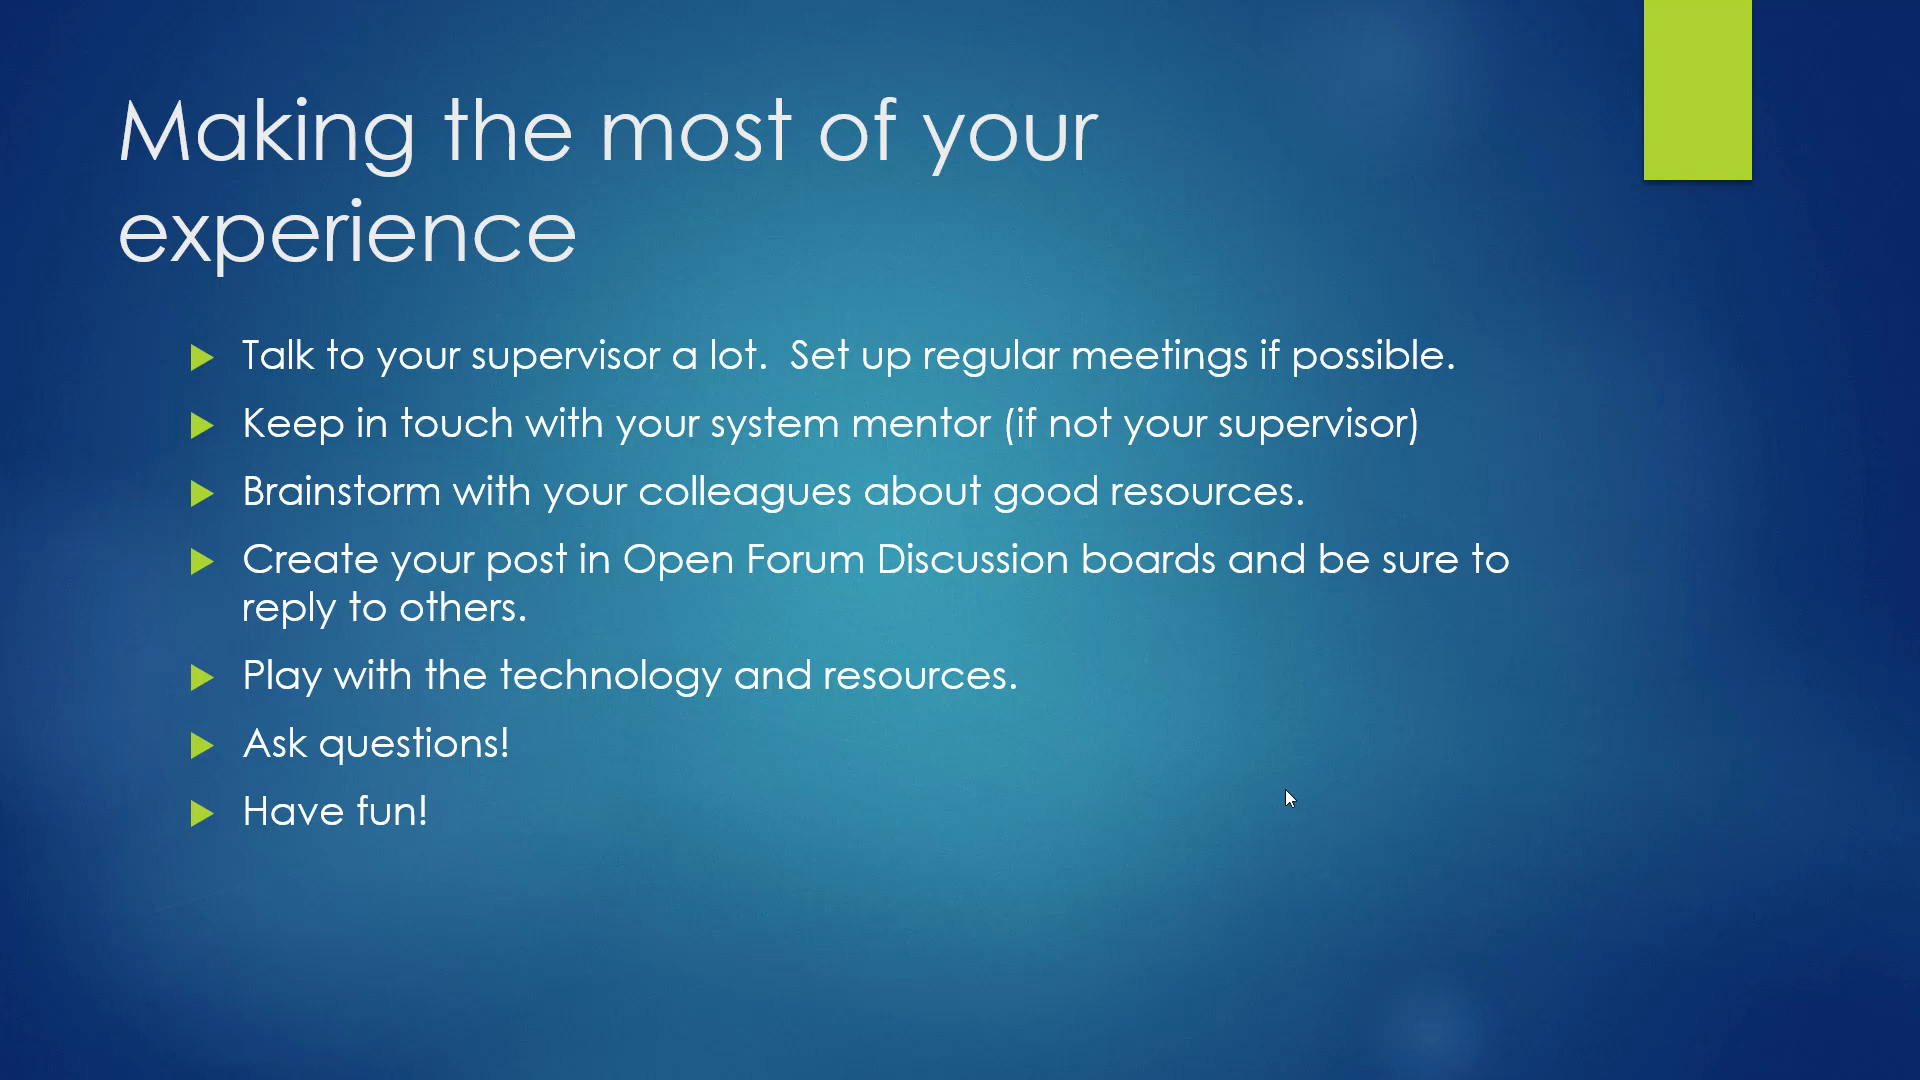 Making the most of your
experience
Talk to your supervisor a lot.  Set up regular meetings if possible.
Keep in touch with your system mentor (if not your supervisor)
Brainstorm with your colleagues about good resources.
Create your post in Open Forum Discussion boards and be sure to
reply to others.
Play with the technology and resources.
Ask questions!
Have fun!